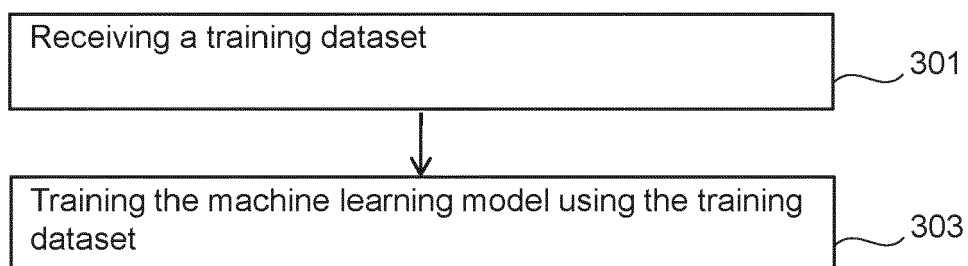 Receiving a training dataset
301
Training the machine learning model using the training
dataset
303